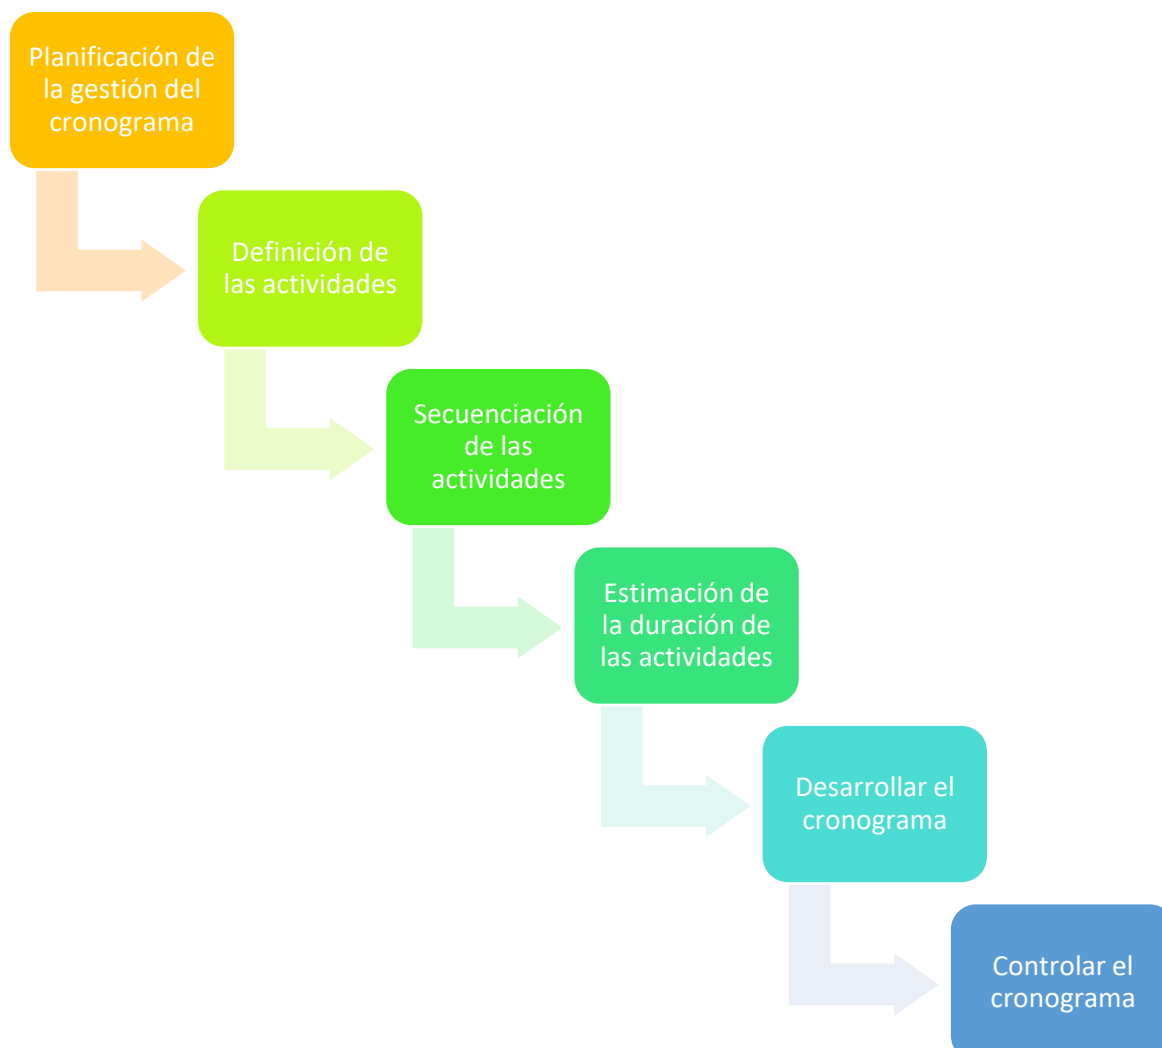 Planificación de
la gestión del
cronograma
Definición de
las actividades
Secuenciación
de las
actividades
Estimación de
la duración de
las actividades
Desarrollar el
cronograma
Controlar el
cronograma